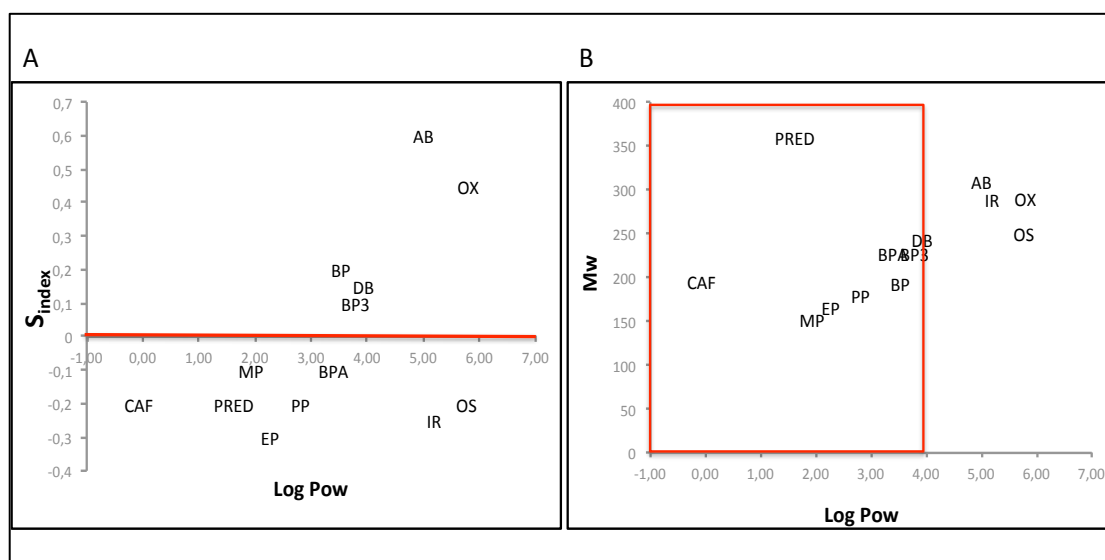 A
0,7
0,6
0,5
0,4
0,3
0,2
0,1
0
-0,1
-0,2
-0,3
-0,4
-1,00 0,00 1,00 2,00 3,00 4,00 5,00 6,00 7,00
Sindex
Log Pow
AB
OX
BP
DB
BP3
MP
BPA
CAF
PRED
PP
OS
IR
EP
B
400
350
300
250
200
150
100
50
0
-1,00 0,00 1,00 2,00 3,00 4,00 5,00 6,00 7,00
Mw
Log Pow
PRED
AB
IR
OX
OS
DB
BPA
BP3
CAF
BP
PP
EP
MP